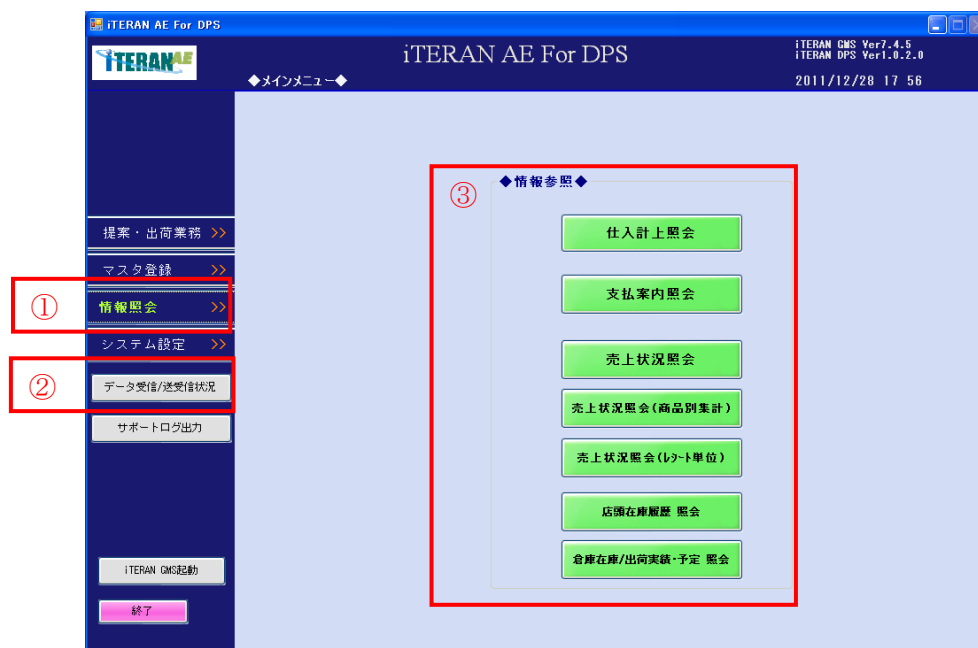 iTERAN AE For DPS
iTERAN AE
iTERAN AE For DPS
iTERAN GMS Ver7.4.5
iTERAN DPS Ver1.0.2.0
◆メインメニュー◆
2011/12/28 17 56
③
◆情報参照◆
提案・出荷業務 >>
マスタ登録 >>
①
情報照会 >>
システム設定 >>
②
データ受信/送受信状況
サポートログ出力
iTERAN GMS起動
終了
仕入計上照会
支払案内照会
売上状況照会
売上状況照会(商品別集計)
売上状況照会(ﾚﾀｰﾄ単位)
店頭在庫履歴 照会
倉庫在庫/出荷実績・予定 照会